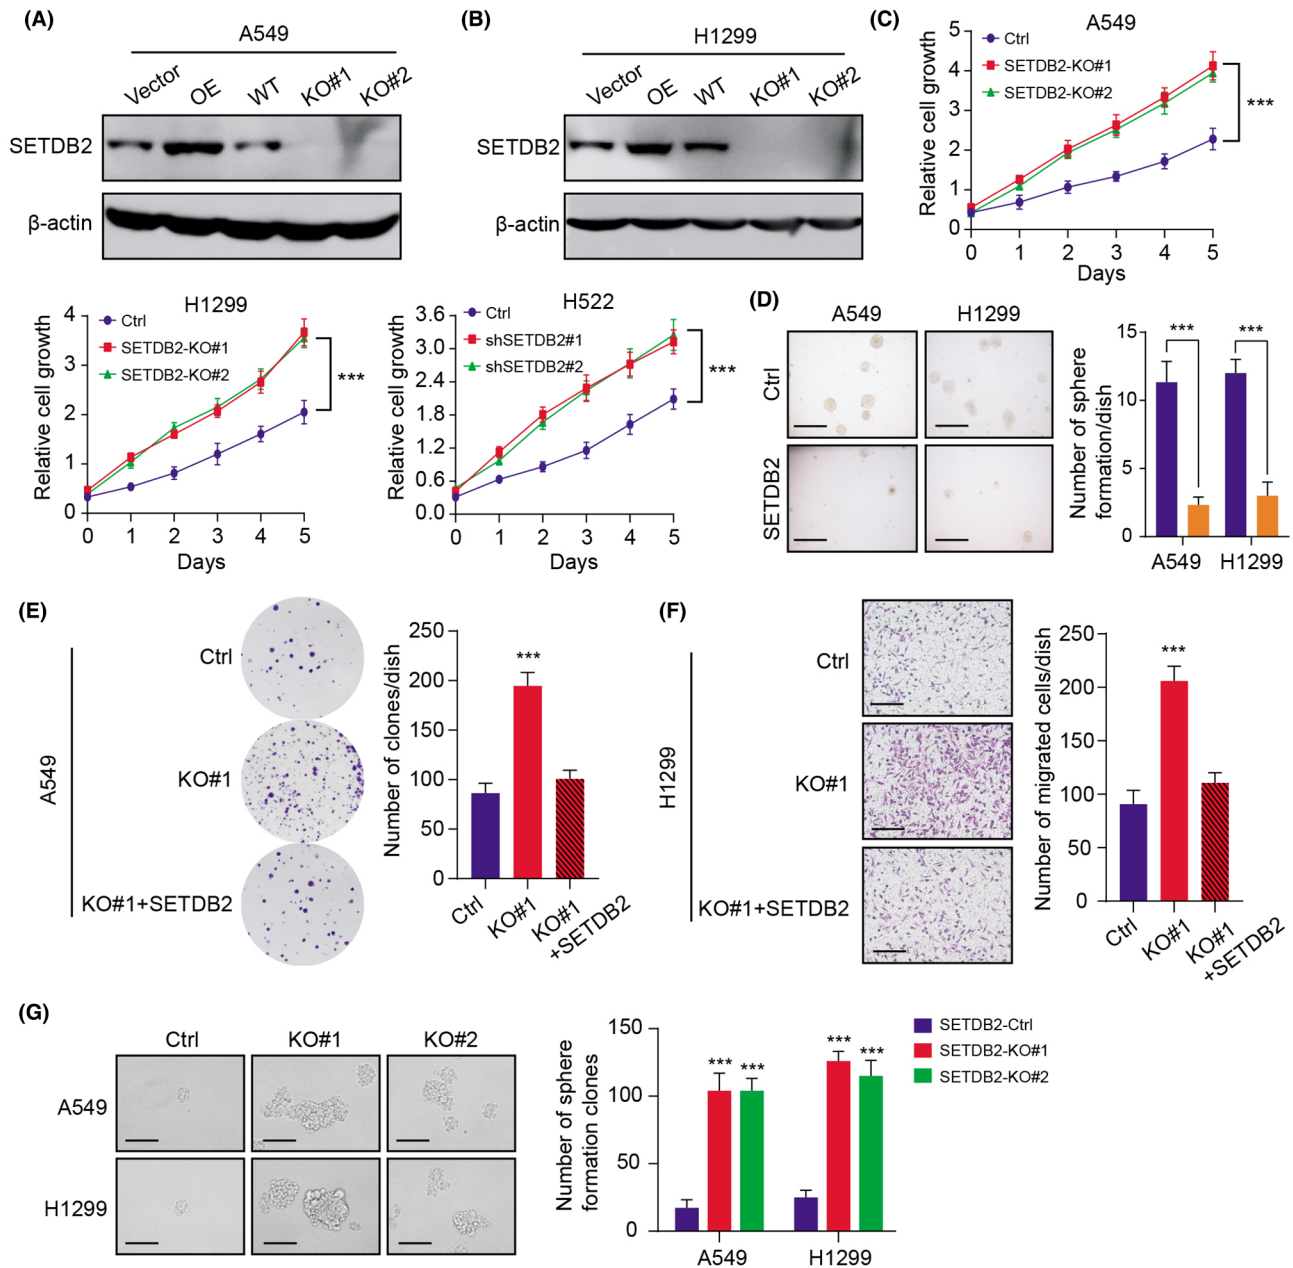 (A)
A549
Vector OE WT KO#1 KO#2
SETDB2
β-actin
(B)
H1299
Vector OE WT KO#1 KO#2
SETDB2
β-actin
(C)
A549
Relative cell growth
5
4
3
2
1
0
Ctrl
SETDB2-KO#1
SETDB2-KO#2
***
0 1 2 3 4 5
Days
H1299
Relative cell growth
4
3
2
1
0
Ctrl
SETDB2-KO#1
SETDB2-KO#2
***
0 1 2 3 4 5
Days
H522
Relative cell growth
3.6
3.0
2.4
1.8
1.2
0.6
0.0
Ctrl
shSETDB2#1
shSETDB2#2
***
0 1 2 3 4 5
Days
(D)
A549 H1299
Ctrl
SETDB2
Number of sphere
formation/dish
15
10
5
0
*** ***
A549 H1299
(E)
A549
Ctrl
KO#1
KO#1+SETDB2
Number of clones/dish
250
200
150
100
50
0
***
Ctrl
KO#1
KO#1
+SETDB2
(F)
H1299
Ctrl
KO#1
KO#1+SETDB2
Number of migrated cells/dish
250
200
150
100
50
0
***
Ctrl
KO#1
KO#1
+SETDB2
(G)
Ctrl KO#1 KO#2
A549
H1299
Number of sphere
formation clones
150
100
50
0
*** *** *** ***
A549 H1299
SETDB2-Ctrl
SETDB2-KO#1
SETDB2-KO#2